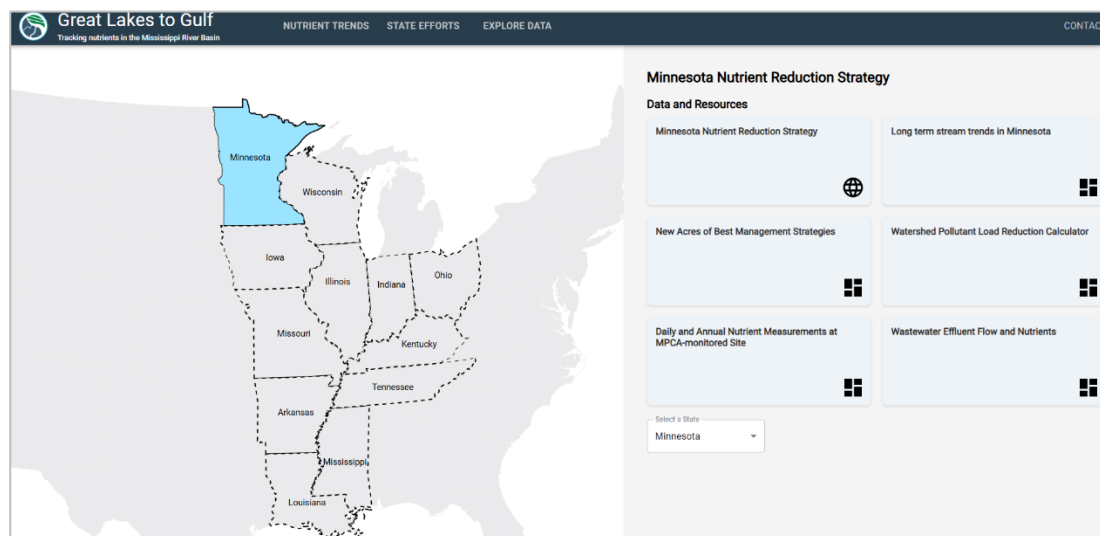 Great Lakes to Gulf
Tracking nutrients in the Mississippi River Basin
NUTRIENT TRENDS STATE EFFORTS EXPLORE DATA CONTAC
Minnesota
Wisconsin
Iowa
Illinois
Indiana
Ohio
Missouri
Kentucky
Tennessee
Arkansas
Mississippi
Louisiana
Minnesota Nutrient Reduction Strategy
Data and Resources
Minnesota Nutrient Reduction Strategy
Long term stream trends in Minnesota
New Acres of Best Management Strategies
Watershed Pollutant Load Reduction Calculator
Daily and Annual Nutrient Measurements at
MPCA-monitored Site
Wastewater Effluent Flow and Nutrients
Select a State
Minnesota